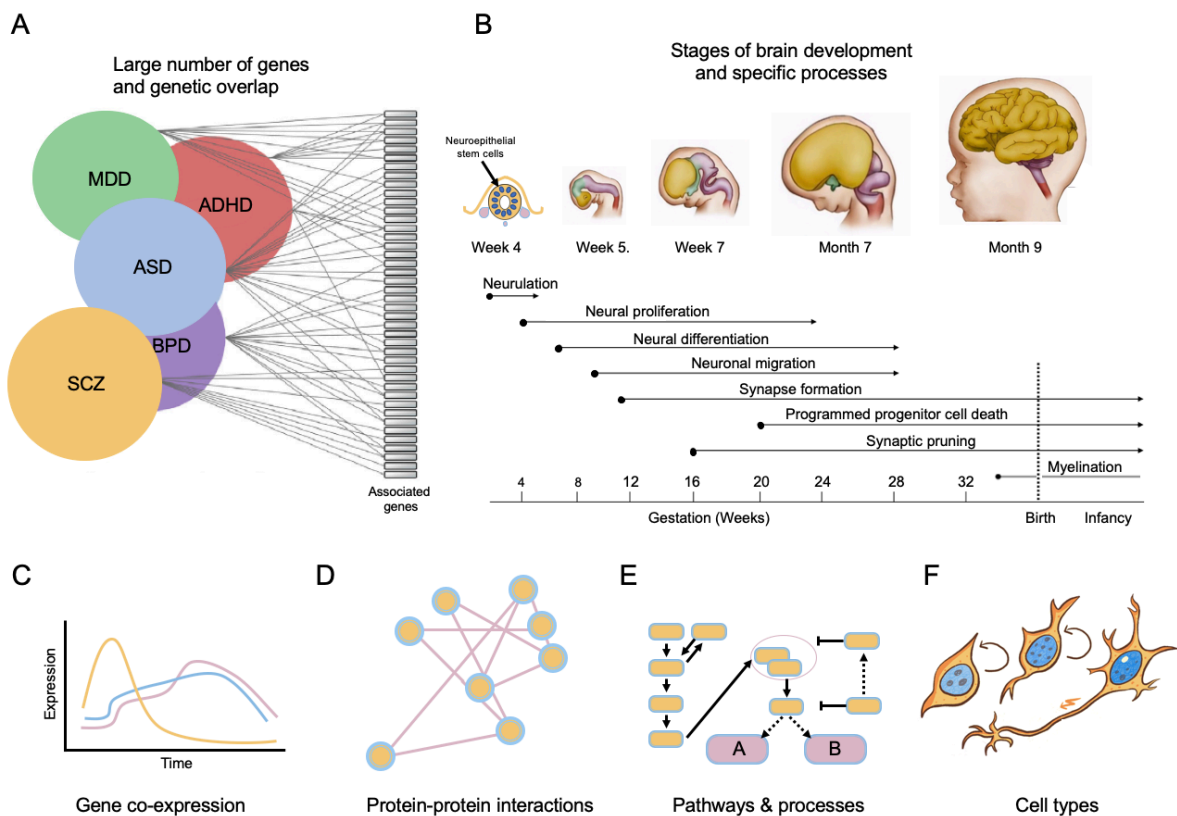 A
Large number of genes
and genetic overlap
MDD
ADHD
ASD
BPD
SCZ
Associated
genes
B
Stages of brain development
and specific processes
Neuroepithelial
stem cells
Week 4
Week 5.
Week 7
Month 7
Month 9
Neurulation
Neural proliferation
Neural differentiation
Neuronal migration
Synapse formation
Programmed progenitor cell death
Synaptic pruning
Myelination
4 8 12 16 20 24 28 32
Gestation (Weeks)
Birth
Infancy
C
Expression
Time
Gene co-expression
D
Protein-protein interactions
E
A
B
Pathways & processes
F
Cell types